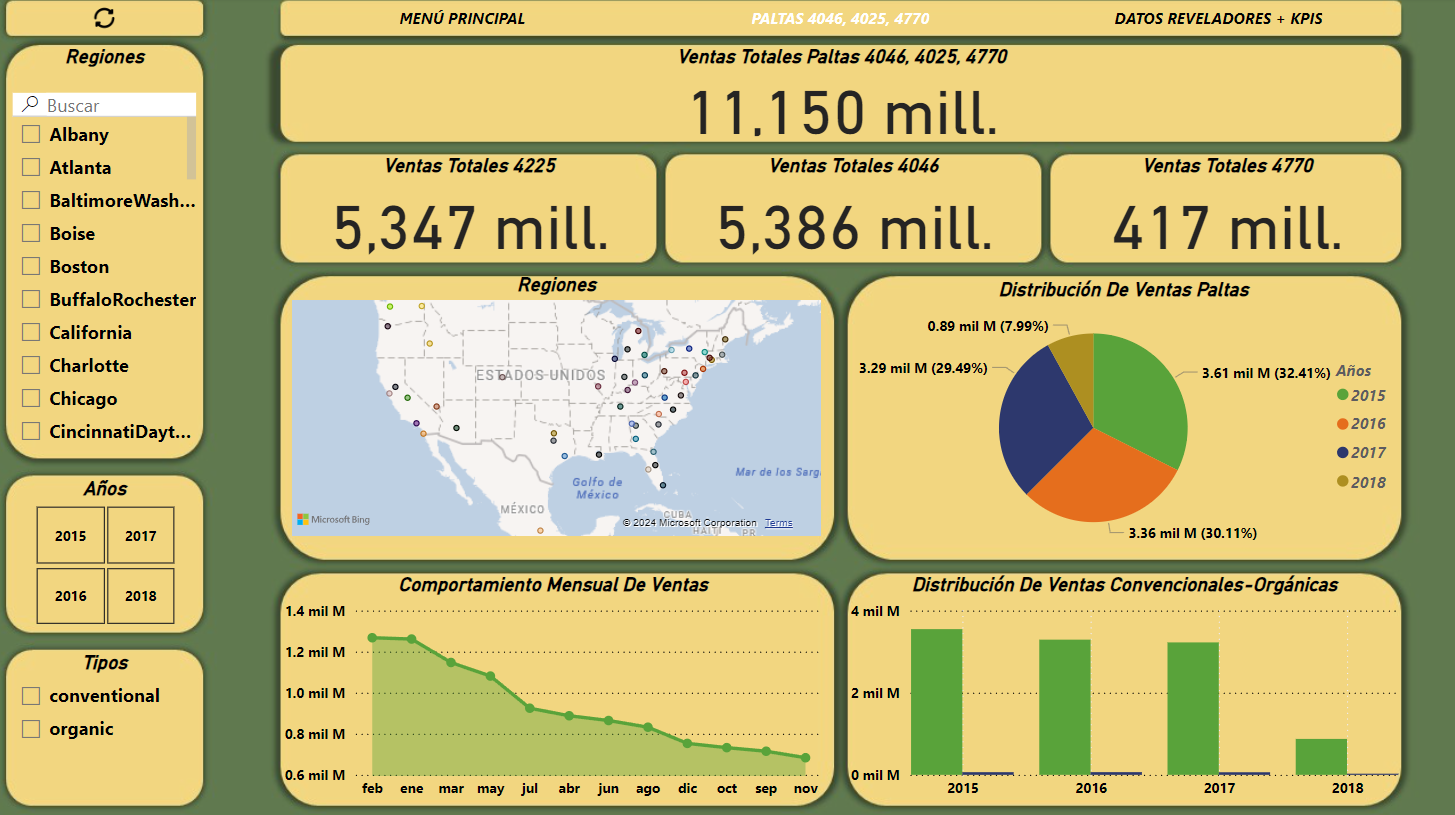 MENÚ PRINCIPAL
PALTAS 4046, 4025, 4770
DATOS REVELADORES + KPIS
Regiones
Buscar
Albany
Atlanta
BaltimoreWash...
Boise
Boston
BuffaloRochester
California
Charlotte
Chicago
CincinnatiDayt...
Años
2015
2017
2016
2018
Tipos
conventional
organic
Ventas Totales Paltas 4046, 4025, 4770
11,150 mill.
Ventas Totales 4225
5,347 mill.
Ventas Totales 4046
5,386 mill.
Ventas Totales 4770
417 mill.
Regiones
ESTADOS UNIDOS
Mar de los Sarg
Golfo de
México
MÉXICO
CUBA
HAITÍ
PR
Microsoft Bing
© 2024 Microsoft Corporation Terms
Distribución De Ventas Paltas
0.89 mil M (7.99%)
3.29 mil M (29.49%)
3.61 mil M (32.41%)
3.36 mil M (30.11%)
Años
2015
2016
2017
2018
Comportamiento Mensual De Ventas
1.4 mil M
1.2 mil M
1.0 mil M
0.8 mil M
0.6 mil M
feb ene mar may jul abr jun ago dic oct sep nov
Distribución De Ventas Convencionales-Orgánicas
4 mil M
2 mil M
0 mil M
2015 2016 2017 2018